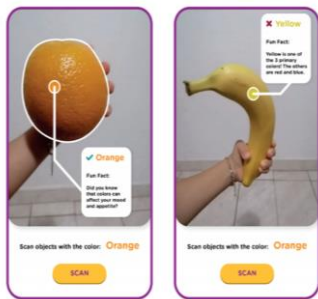 ✔ Orange
Fun Fact:
Did you know
that colors can
affect your mood
and appetite?
Scan objects with the color: Orange
SCAN
✘ Yellow
Fun Fact:
Yellow is one of
the 3 primary
colors! The others
are red and blue.
Scan objects with the color: Orange
SCAN